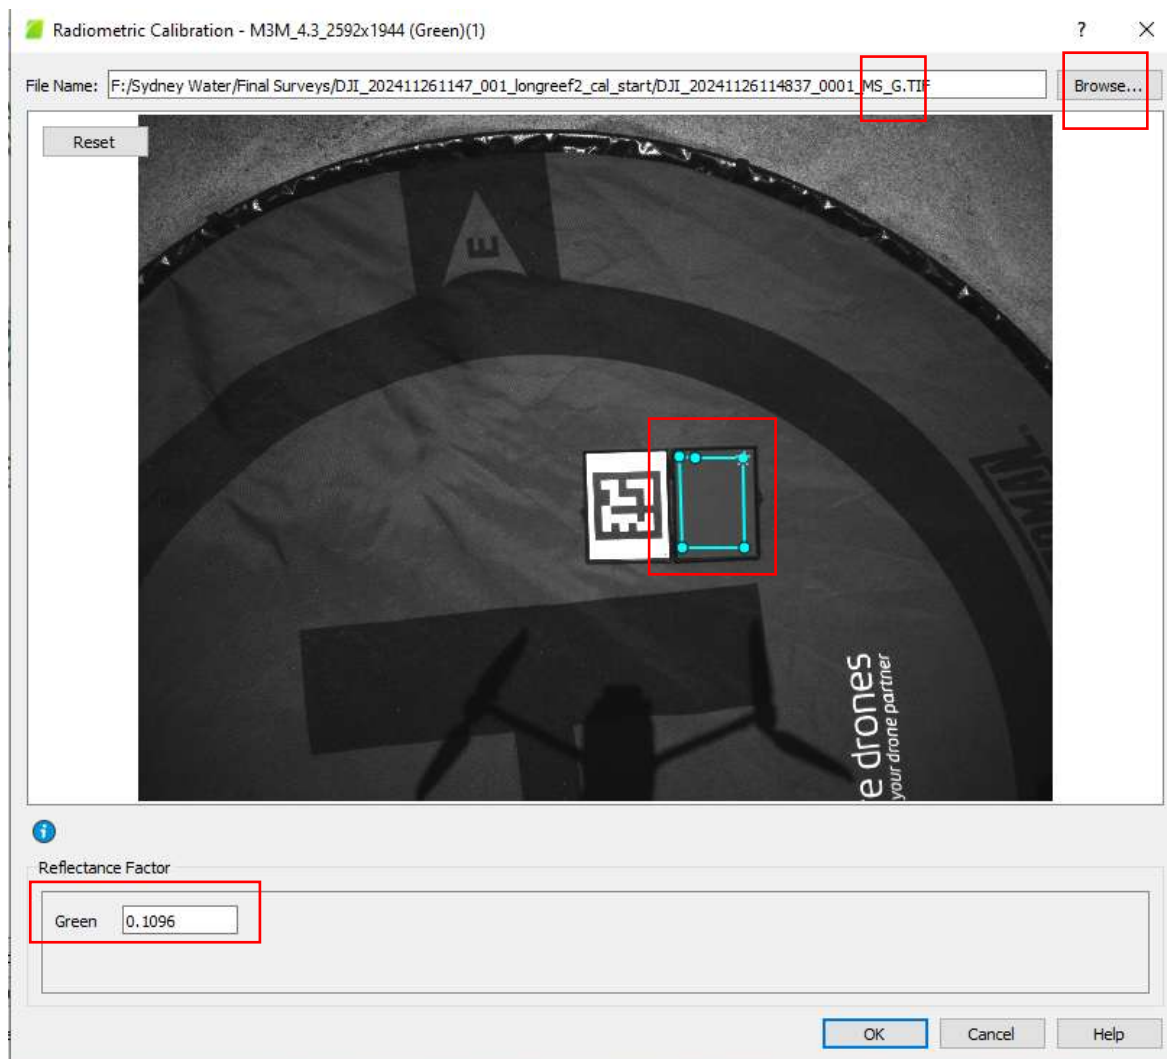 Radiometric Calibration - M3M_4.3_2592x1944 (Green)(1)
?
File Name: F:/Sydney Water/Final Surveys/DJI_202411261147_001_longreef2_cal_start/DJI_20241126114837_0001_MS_G.TIF Browse...
Reset
E
e drones
your drone partner
Reflectance Factor
Green 0.1096
OK Cancel Help